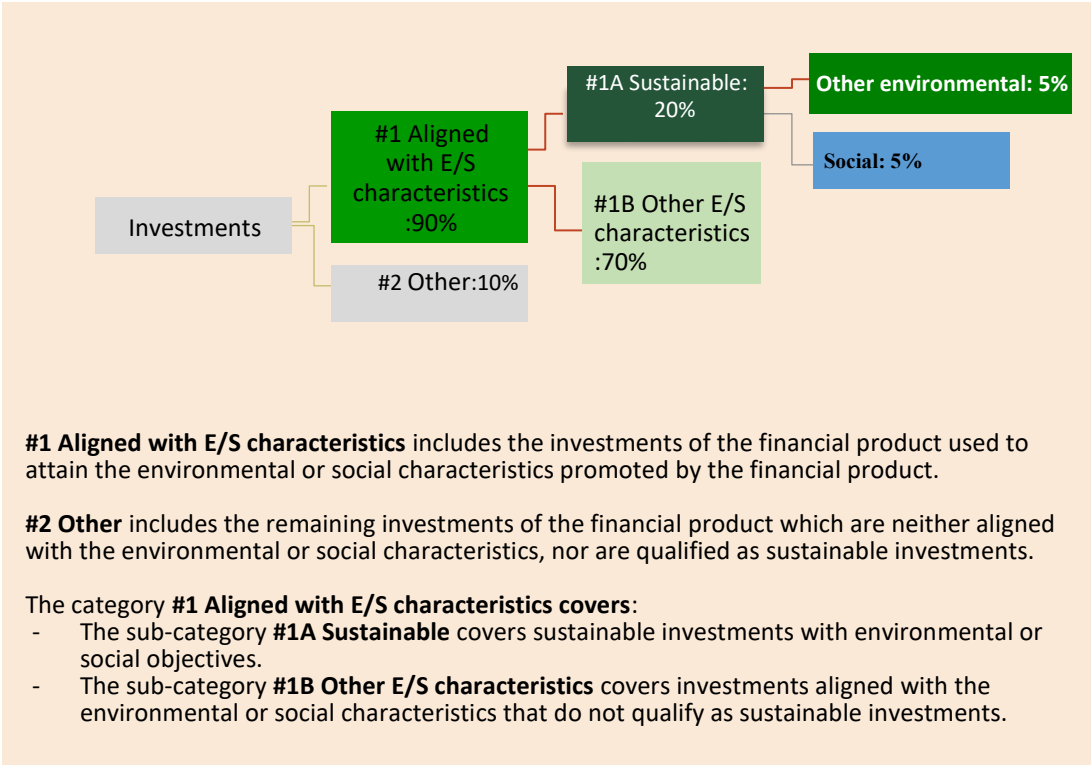 #1A Sustainable:
20%
Other environmental: 5%
#1 Aligned
with E/S
characteristics
:90%
Social: 5%
#1B Other E/S
characteristics
:70%
Investments
#2 Other:10%
#1 Aligned with E/S characteristics includes the investments of the financial product used to
attain the environmental or social characteristics promoted by the financial product.
#2 Other includes the remaining investments of the financial product which are neither aligned
with the environmental or social characteristics, nor are qualified as sustainable investments.
The category #1 Aligned with E/S characteristics covers:
- The sub-category #1A Sustainable covers sustainable investments with environmental or
social objectives.
- The sub-category #1B Other E/S characteristics covers investments aligned with the
environmental or social characteristics that do not qualify as sustainable investments.